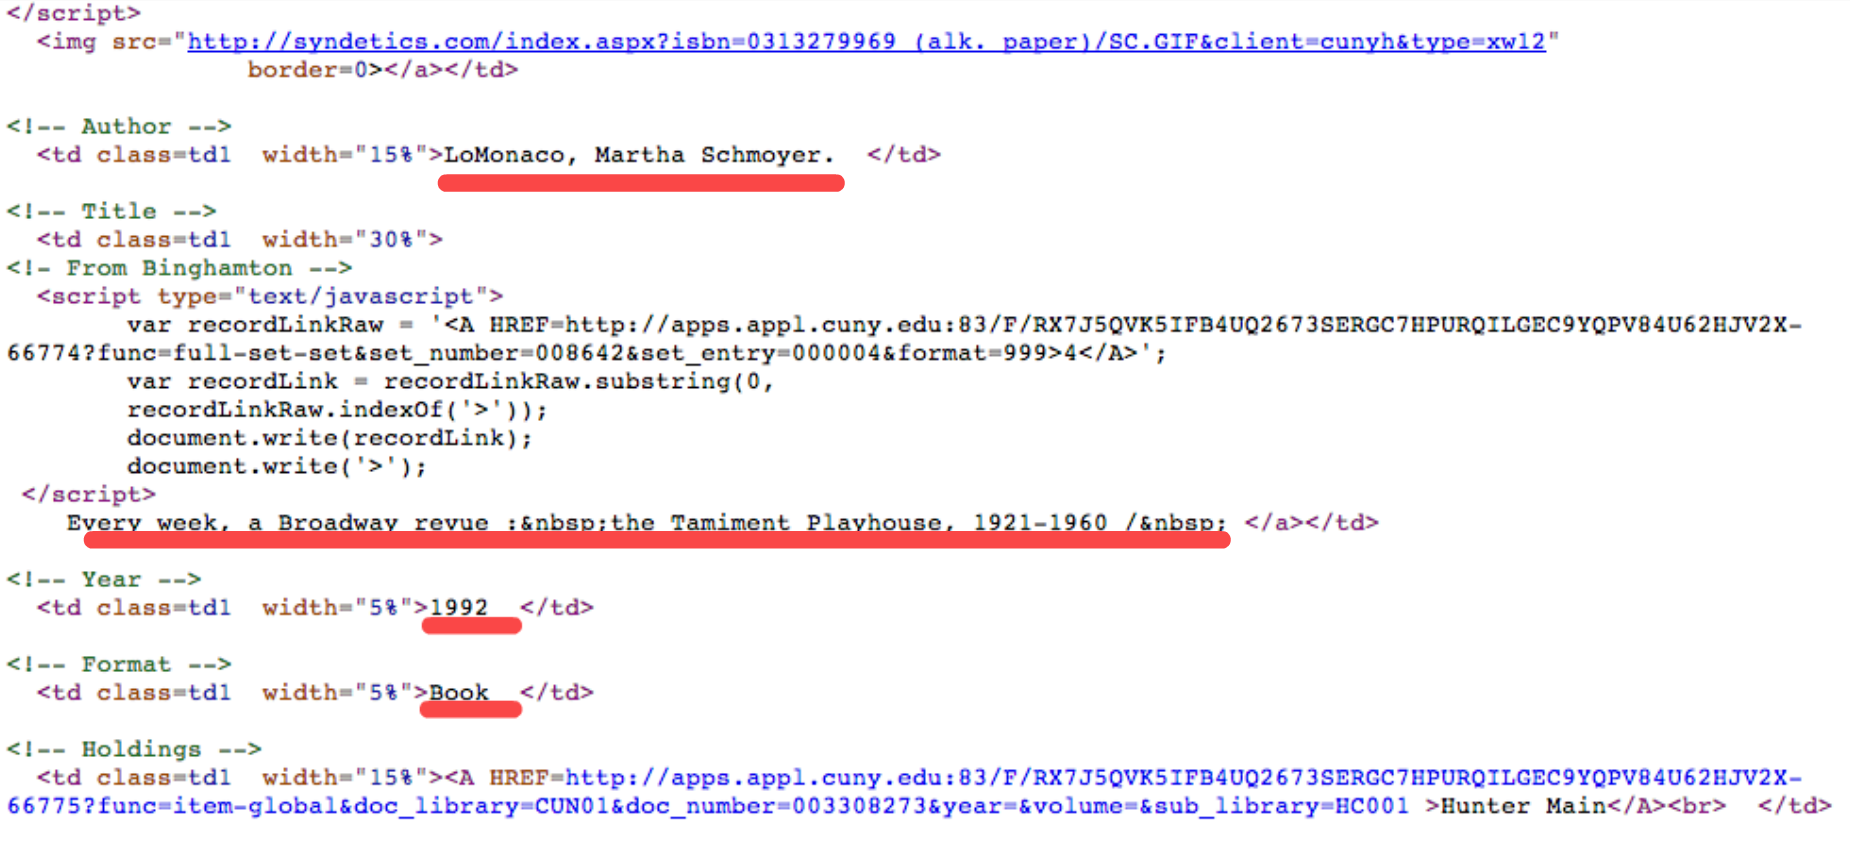 </script>
<img src="http://syndetics.com/index.aspx?isbn=0313279969 (alk. paper)/SC.GIF&client=cunyh&type=xw12"
border=0></a></td>
<!-- Author -->
<td class=td1  width="15%">LoMonaco, Martha Schmoyer.  </td>
<!-- Title -->
<td class=td1  width="30%">
<!- From Binghamton -->
<script type="text/javascript">
var recordLinkRaw = '<A HREF=http://apps.appl.cuny.edu:83/F/RX7J5QVK5IFB4UQ2673SERGC7HPURQILGEC9YQPV84U62HJV2X-
66774?func=full-set-set&set_number=008642&set_entry=000004&format=999>4</A>';
var recordLink = recordLinkRaw.substring(0,
recordLinkRaw.indexOf('>'));
document.write(recordLink);
document.write('>');
</script>
Every week, a Broadway revue :&nbsp;the Tamiment Playhouse, 1921-1960 /&nbsp; </a></td>
<!-- Year -->
<td class=td1  width="5%">1992  </td>
<!-- Format -->
<td class=td1  width="5%">Book  </td>
<!-- Holdings -->
<td class=td1  width="15%"><A HREF=http://apps.appl.cuny.edu:83/F/RX7J5QVK5IFB4UQ2673SERGC7HPURQILGEC9YQPV84U62HJV2X-
66775?func=item-global&doc_library=CUN01&doc_number=003308273&year=&volume=&sub_library=HC001 >Hunter Main</A><br>  </td>